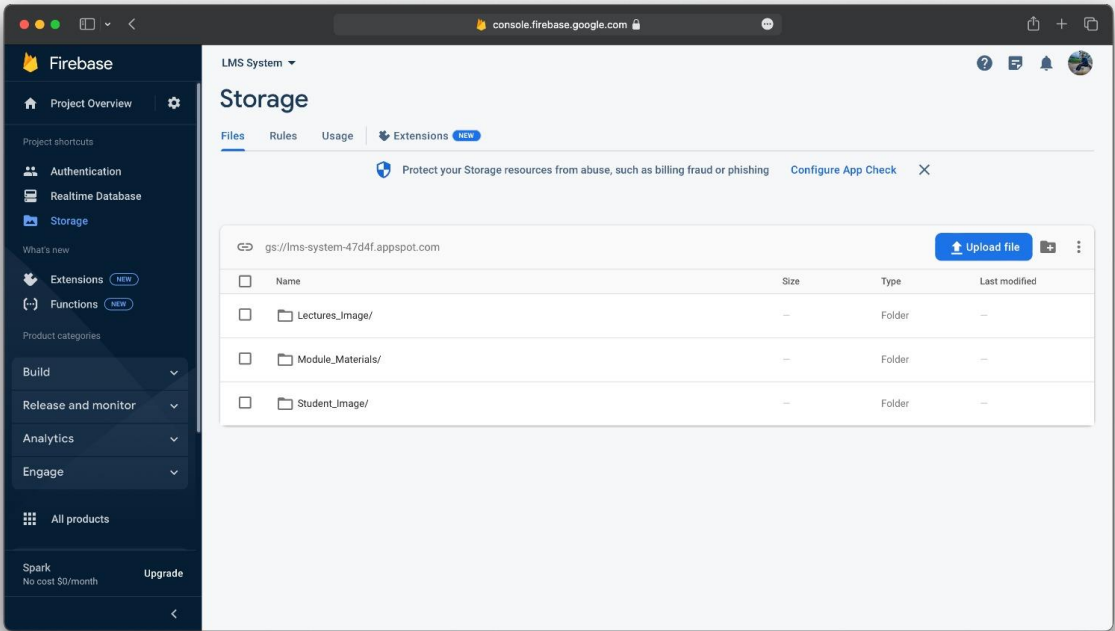 console.firebase.google.com
Firebase
Project Overview
Project shortcuts
Authentication
Realtime Database
Storage
What's new
Extensions NEW
Functions NEW
Product categories
Build
Release and monitor
Analytics
Engage
All products
Spark
No cost $0/month
Upgrade
LMS System
Storage
Files Rules Usage Extensions NEW
Protect your Storage resources from abuse, such as billing fraud or phishing Configure App Check
gs://lms-system-47d4f.appspot.com Upload file
Name Size Type Last modified
Lectures_Image/ — Folder —
Module_Materials/ — Folder —
Student_Image/ — Folder —